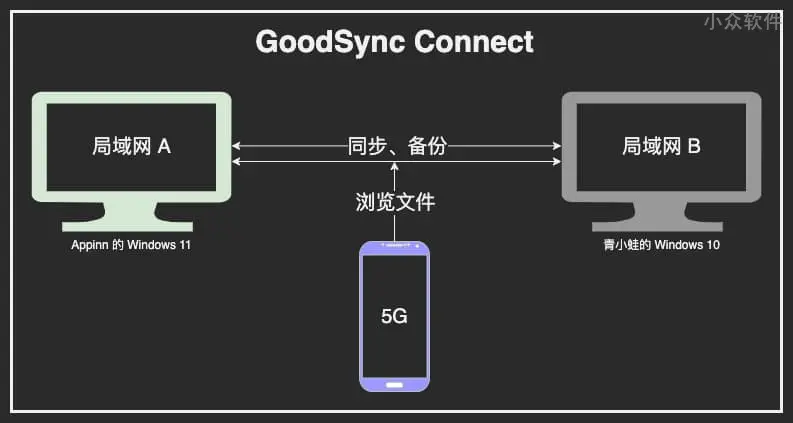 小众软件
GoodSync Connect
局域网 A
同步、备份
局域网 B
浏览文件
Appinn 的 Windows 11
青小蛙的 Windows 10
5G